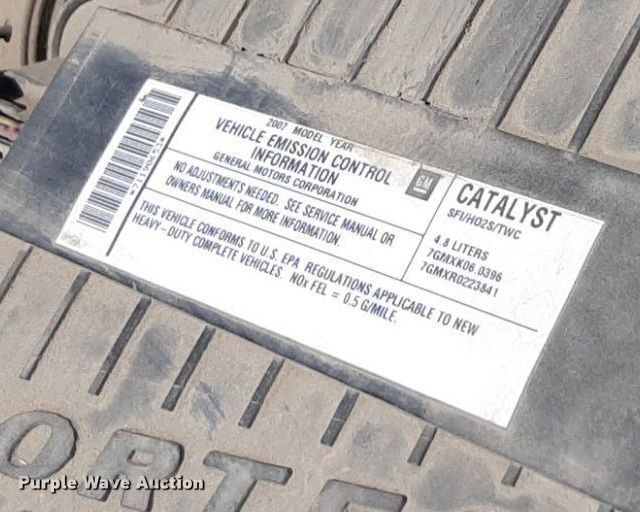 2007 MODEL YEAR
VEHICLE EMISSION CONTROL
INFORMATION
GENERAL MOTORS CORPORATION
GM
NO ADJUSTMENTS NEEDED. SEE SERVICE MANUAL OR
OWNERS MANUAL FOR MORE INFORMATION.
CATALYST
SFI/HO2S/TWC
4.8 LITERS
7GMXK06.0396
7GMXR0223841
THIS VEHICLE CONFORMS TO U.S. EPA REGULATIONS APPLICABLE TO NEW
HEAVY-DUTY COMPLETE VEHICLES. NOx FEL = 0.5 G/MILE.
ORTE
Purple Wave Auction